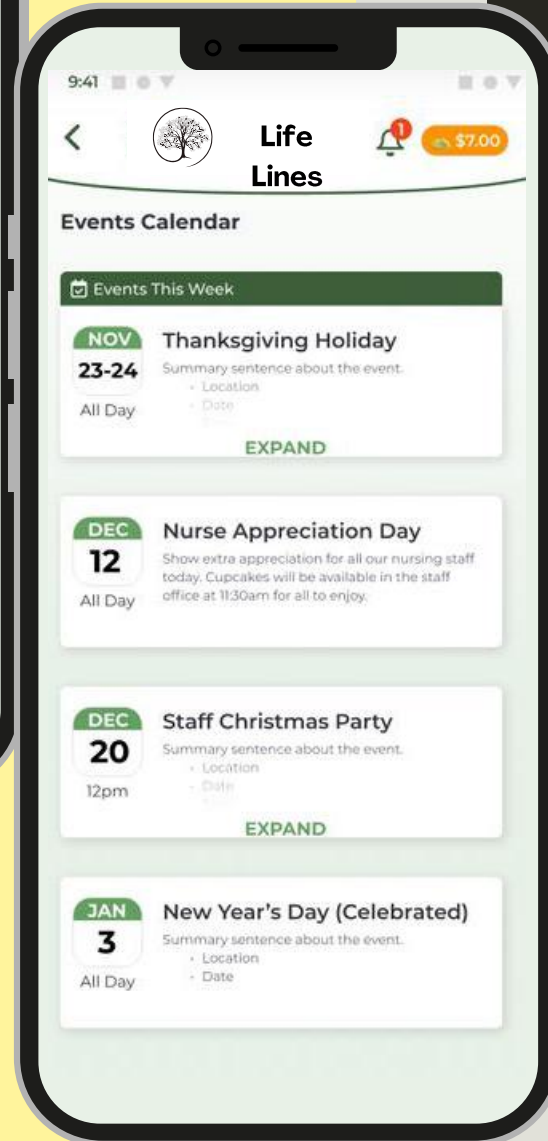 9:41
Life
Lines
1
$7.00
Events Calendar
Events This Week
NOV
23-24
All Day
Thanksgiving Holiday
Summary sentence about the event.
• Location
• Date
EXPAND
DEC
12
All Day
Nurse Appreciation Day
Show extra appreciation for all our nursing staff
today. Cupcakes will be available in the staff
office at 11:30am for all to enjoy.
DEC
20
12pm
Staff Christmas Party
Summary sentence about the event.
• Location
• Date
EXPAND
JAN
3
All Day
New Year's Day (Celebrated)
Summary sentence about the event.
• Location
• Date